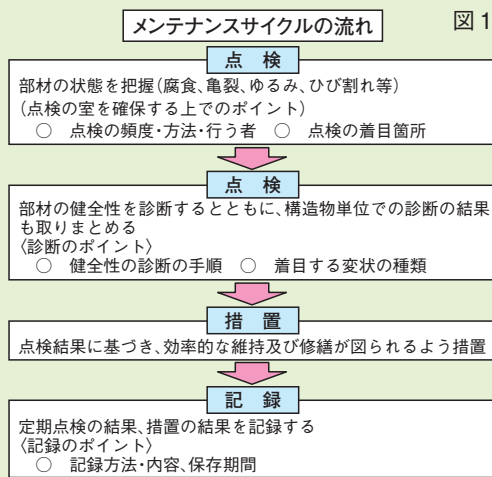 メンテナンスサイクルの流れ
図1
点検
部材の状態を把握(腐食、亀裂、ゆるみ、ひび割れ等)
(点検の室を確保する上でのポイント)
○ 点検の頻度・方法・行う者 ○ 点検の着目箇所
点検
部材の健全性を診断するとともに、構造物単位での診断の結果
も取りまとめる
〈診断のポイント〉
○ 健全性の診断の手順 ○ 着目する変状の種類
措置
点検結果に基づき、効率的な維持及び修繕が図られるよう措置
記録
定期点検の結果、措置の結果を記録する
〈記録のポイント〉
○ 記録方法・内容、保存期間